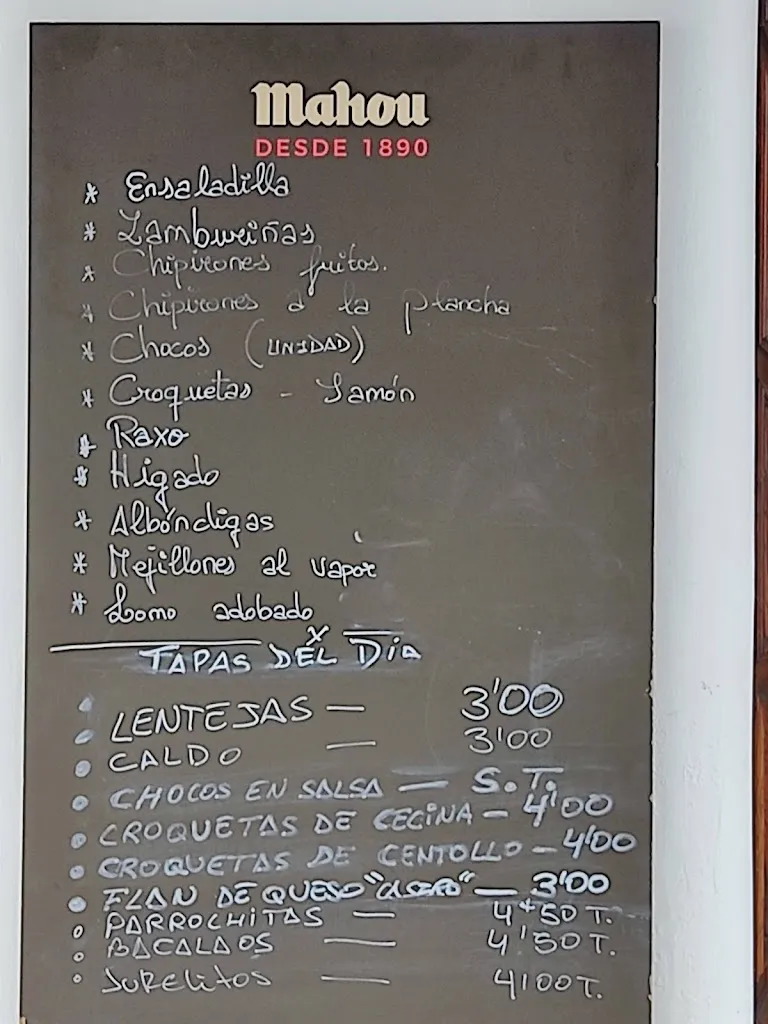 Mahou
DESDE 1890
* Ensaladilla
* Zamburiñas
* Chipirones fritos.
* Chipirones a la plancha
* Chocos (UNIDAD)
* Croquetas - Jamón
* Raxo
* Higado
* Albóndigas
* Mejillones al vapor
* Lomo adobado
TAPAS DEL DÍA
• LENTEJAS — 3'00
• CALDO — 3'00
• CHOCOS EN SALSA — S.T.
• CROQUETAS DE CECINA — 4'00
• CROQUETAS DE CENTOLLO — 4'00
• FLAN DE QUESO — 3'00
• PARROCHITAS — 4'50 T.
• BACALAOS — 4'50 T.
• JURELITOS — 4'00 T.